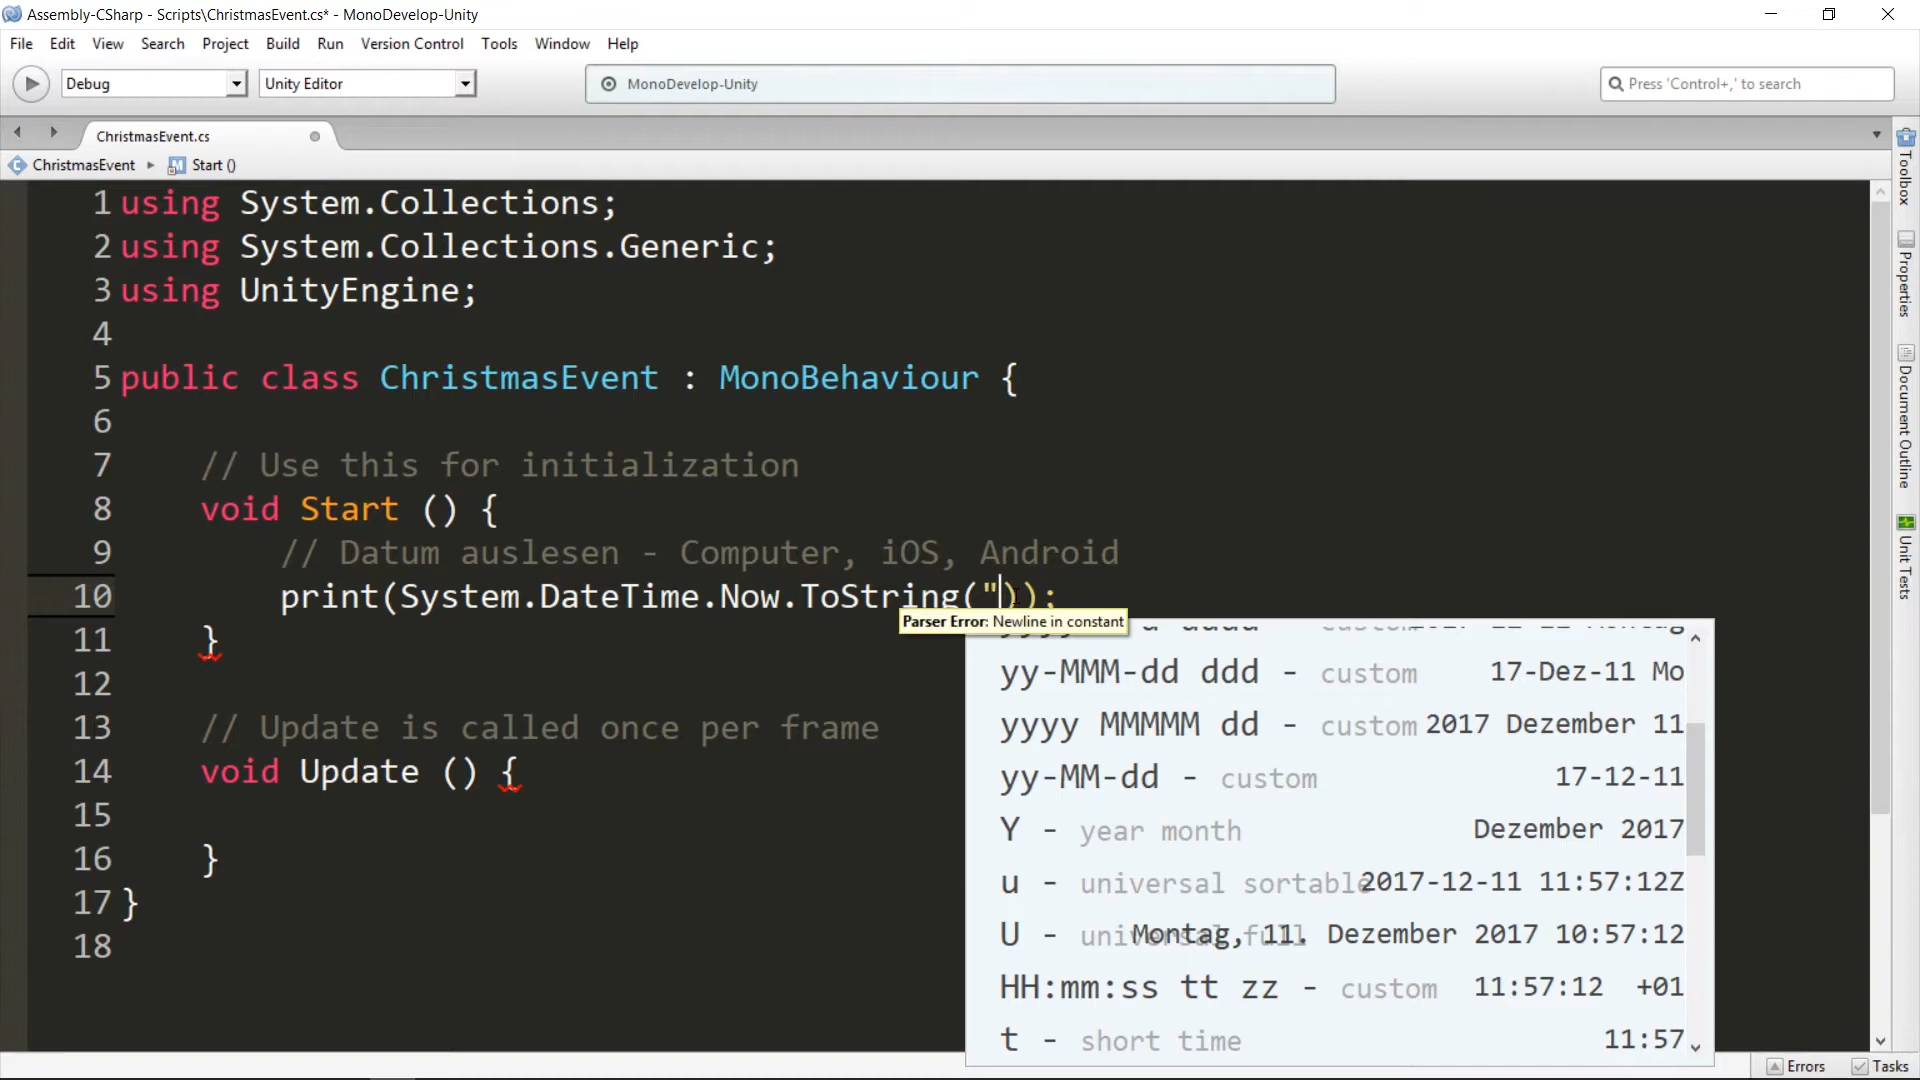 Assembly-CSharp - Scripts\ChristmasEvent.cs* - MonoDevelop-Unity
File Edit View Search Project Build Run Version Control Tools Window Help
Debug Unity Editor MonoDevelop-Unity Press 'Control+,' to search
ChristmasEvent.cs
ChristmasEvent Start ()
1 using System.Collections;
2 using System.Collections.Generic;
3 using UnityEngine;
4
5 public class ChristmasEvent : MonoBehaviour {
6
7 // Use this for initialization
8 void Start () {
9 // Datum auslesen - Computer, iOS, Android
10 print(System.DateTime.Now.ToString("));
Parser Error: Newline in constant
11 }
12
13 // Update is called once per frame
14 void Update () {
15
16 }
17 }
18
yy-MMM-dd ddd - custom 17-Dez-11 Mo
yyyy MMMMM dd - custom 2017 Dezember 11
yy-MM-dd - custom 17-12-11
Y - year month Dezember 2017
u - universal sortable 2017-12-11 11:57:12Z
U - universal full Montag, 11. Dezember 2017 10:57:12
HH:mm:ss tt zz - custom 11:57:12 +01
t - short time 11:57
Toolbox
Properties
Document Outline
Unit Tests
Errors Tasks